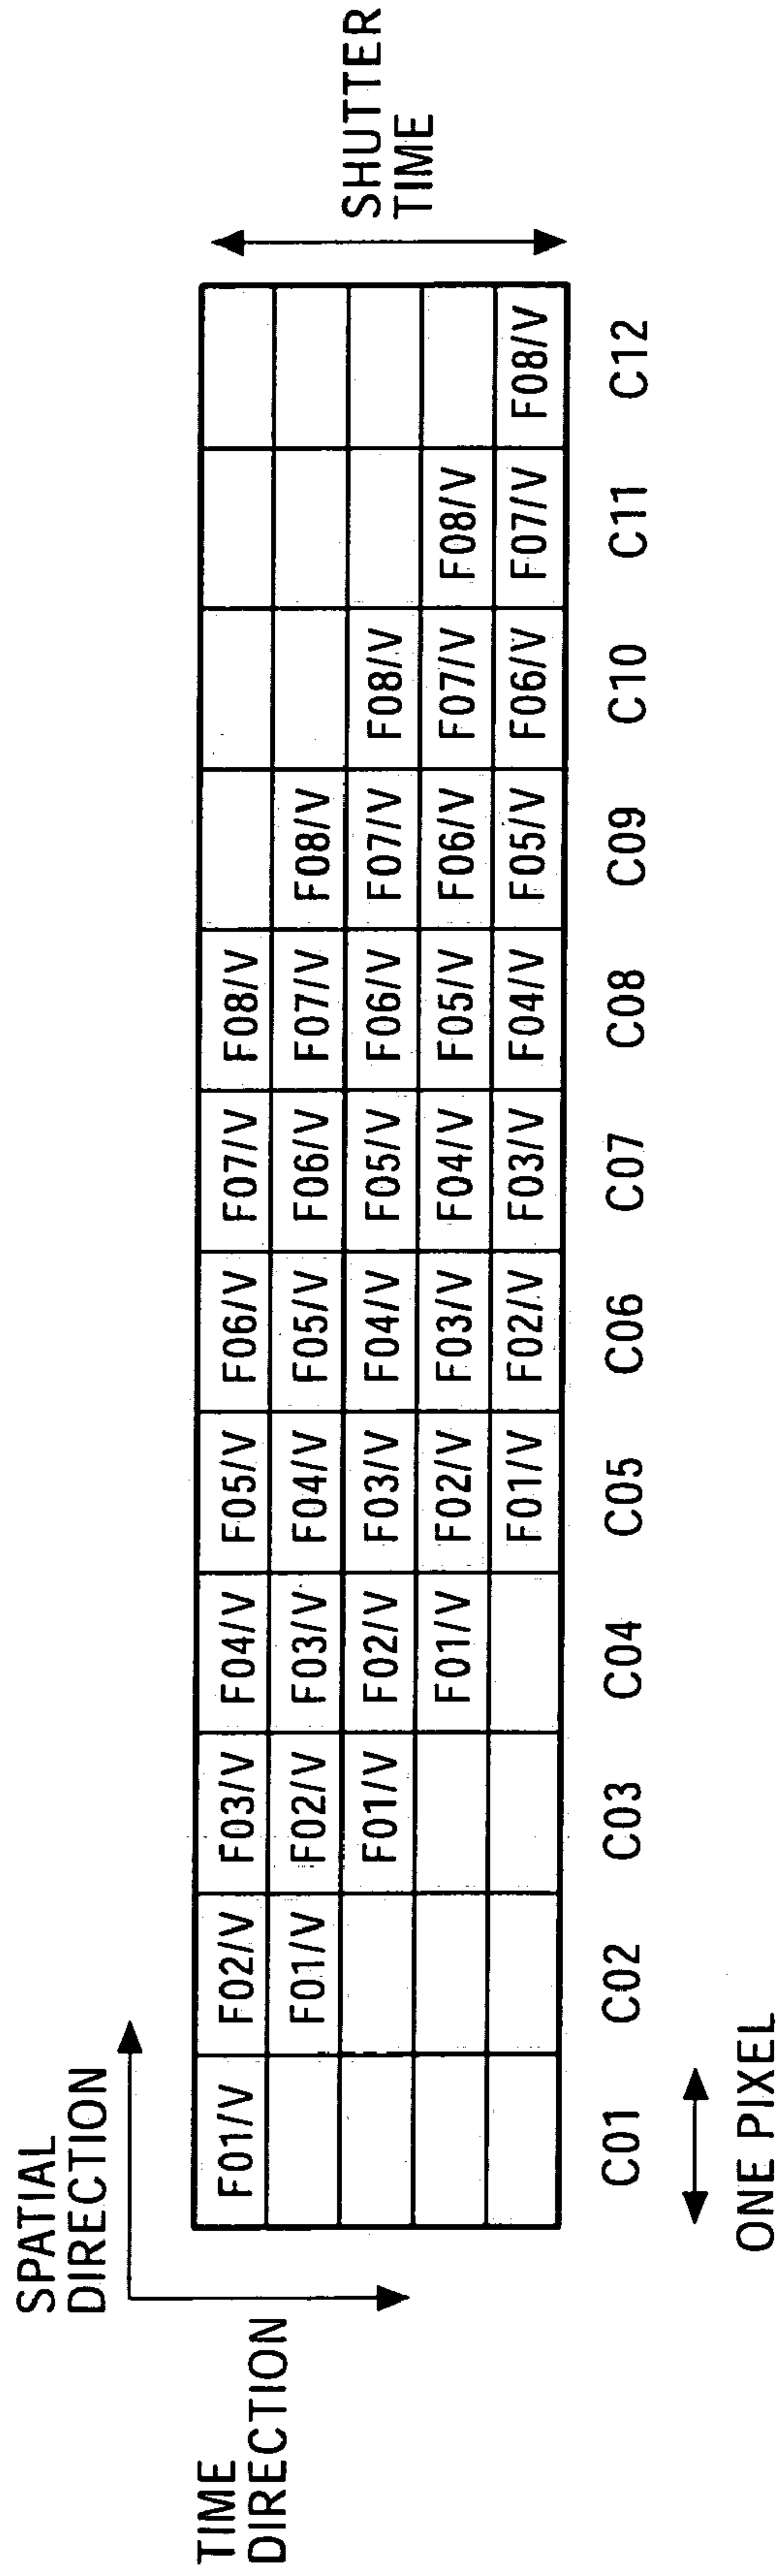 SPATIAL
DIRECTION
TIME
DIRECTION
F01/V F02/V F03/V F04/V F05/V F06/V F07/V F08/V
F01/V F02/V F03/V F04/V F05/V F06/V F07/V F08/V
F01/V F02/V F03/V F04/V F05/V F06/V F07/V F08/V
F01/V F02/V F03/V F04/V F05/V F06/V F07/V F08/V
F01/V F02/V F03/V F04/V F05/V F06/V F07/V F08/V
SHUTTER
TIME
C01 C02 C03 C04 C05 C06 C07 C08 C09 C10 C11 C12
ONE PIXEL